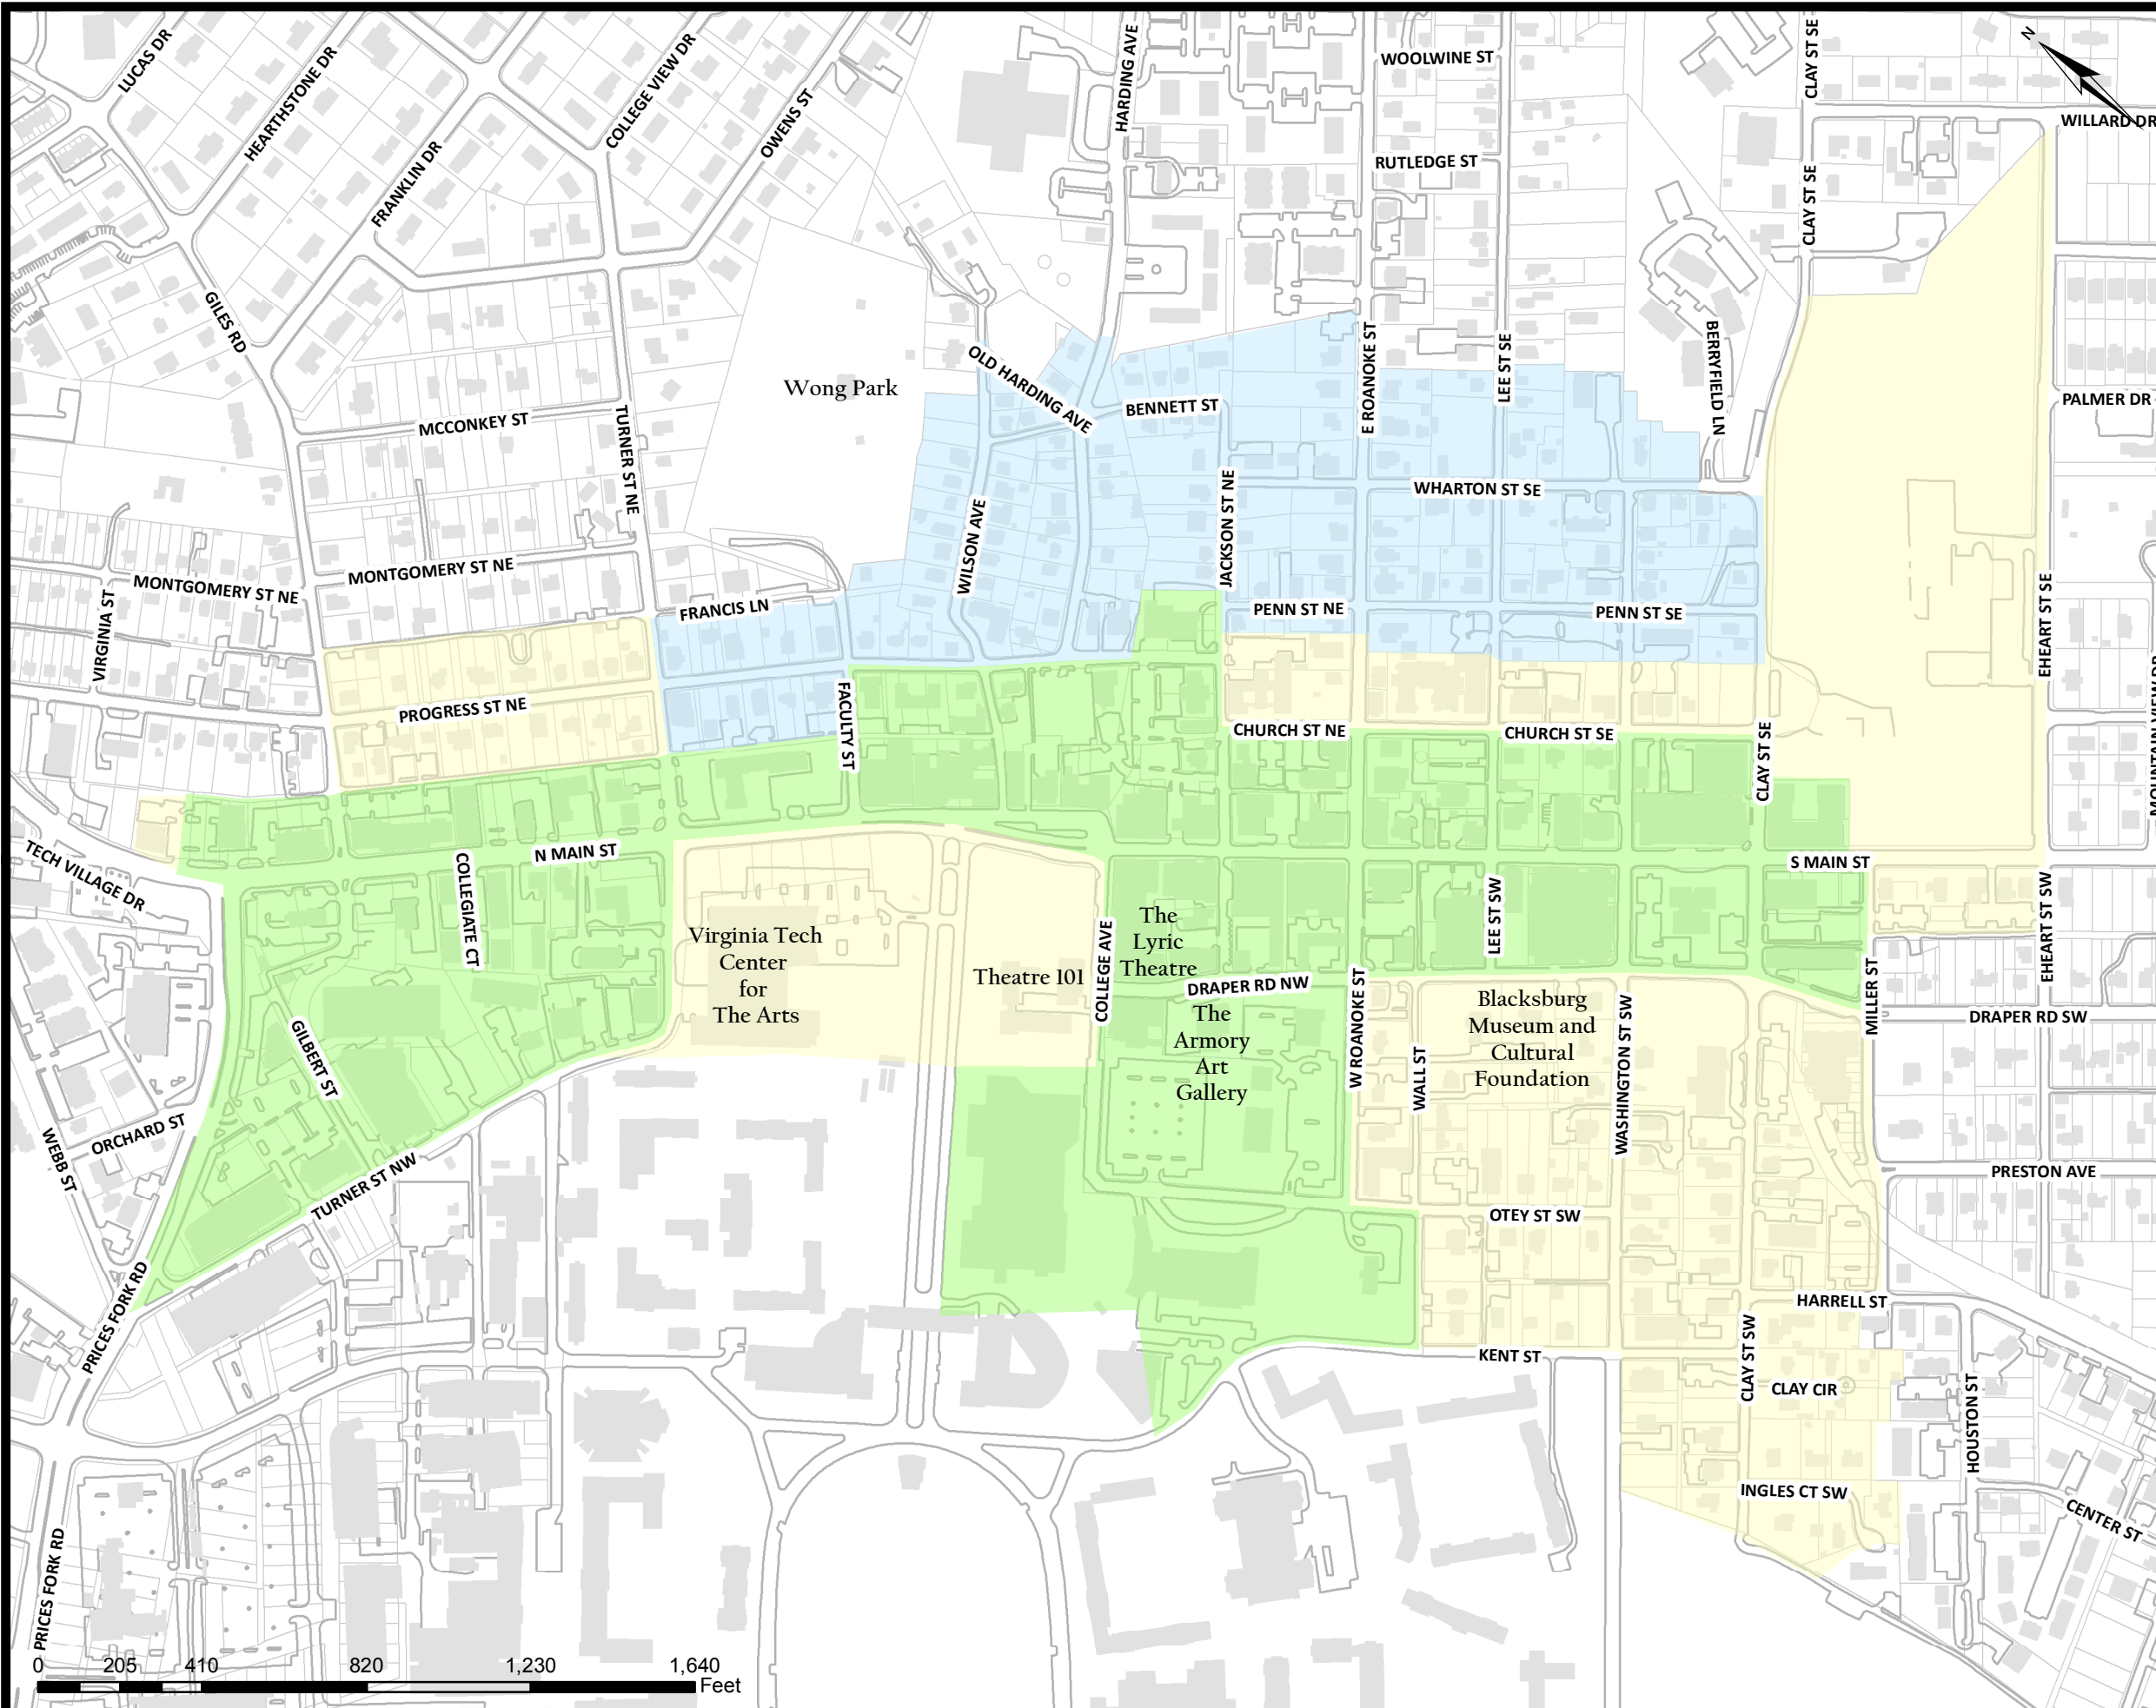 LUCAS DR
HEARTHSTONE DR
FRANKLIN DR
COLLEGE VIEW DR
OWENS ST
HARDING AVE
WOOLWINE ST
CLAY ST SE
N
WILLARD DR
RUTLEDGE ST
CLAY ST SE
GILES RD
E ROANOKE ST
LEE ST SE
BERRYFIELD LN
OLD HARDING AVE
Wong Park
BENNETT ST
PALMER DR
MCCONKEY ST
TURNER ST NE
WHARTON ST SE
WILSON AVE
JACKSON ST NE
MONTGOMERY ST NE
MONTGOMERY ST NE
VIRGINIA ST
FRANCIS LN
PENN ST NE
PENN ST SE
EHEART ST SE
PROGRESS ST NE
FACULTY ST
CHURCH ST NE
CHURCH ST SE
CLAY ST SE
MOUNTAIN VIEW DR
TECH VILLAGE DR
COLLEGIATE CT
N MAIN ST
S MAIN ST
LEE ST SW
EHEART ST SW
Virginia Tech
Center
for
The Arts
Theatre 101
COLLEGE AVE
The
Lyric
Theatre
DRAPER RD NW
The
Armory
Art
Gallery
W ROANOKE ST
WALL ST
Blacksburg
Museum and
Cultural
Foundation
WASHINGTON ST SW
MILLER ST
DRAPER RD SW
GILBERT ST
ORCHARD ST
WEBB ST
TURNER ST NW
PRESTON AVE
OTEY ST SW
PRICES FORK RD
HARRELL ST
KENT ST
CLAY ST SW
CLAY CIR
HOUSTON ST
INGLES CT SW
CENTER ST
PRICES FORK RD
0 205 410 820 1,230 1,640
Feet